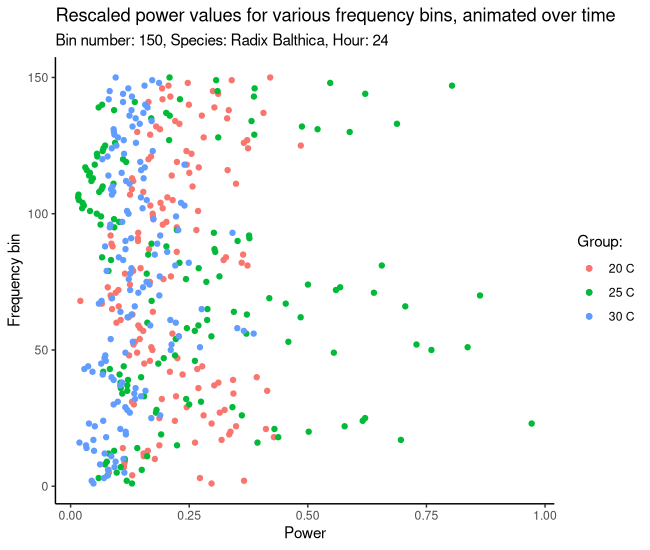 Rescaled power values for various frequency bins, animated over time
Bin number: 150, Species: Radix Balthica, Hour: 24
150
100
50
0
Frequency bin
0.00 0.25 0.50 0.75 1.00
Power
Group:
20 C
25 C
30 C